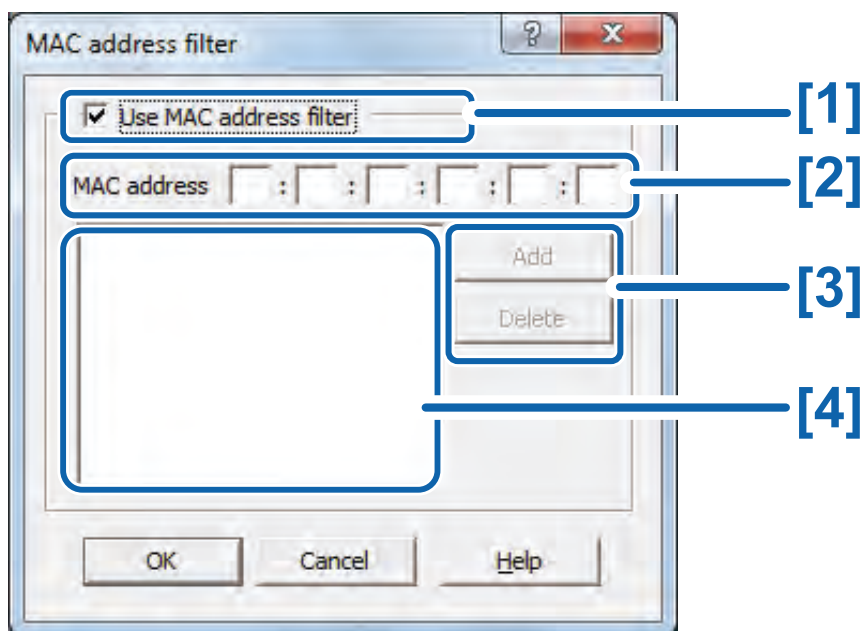 MAC address filter
Use MAC address filter
[1]
MAC address : : : : :
[2]
Add
[3]
Delete
[4]
OK Cancel Help